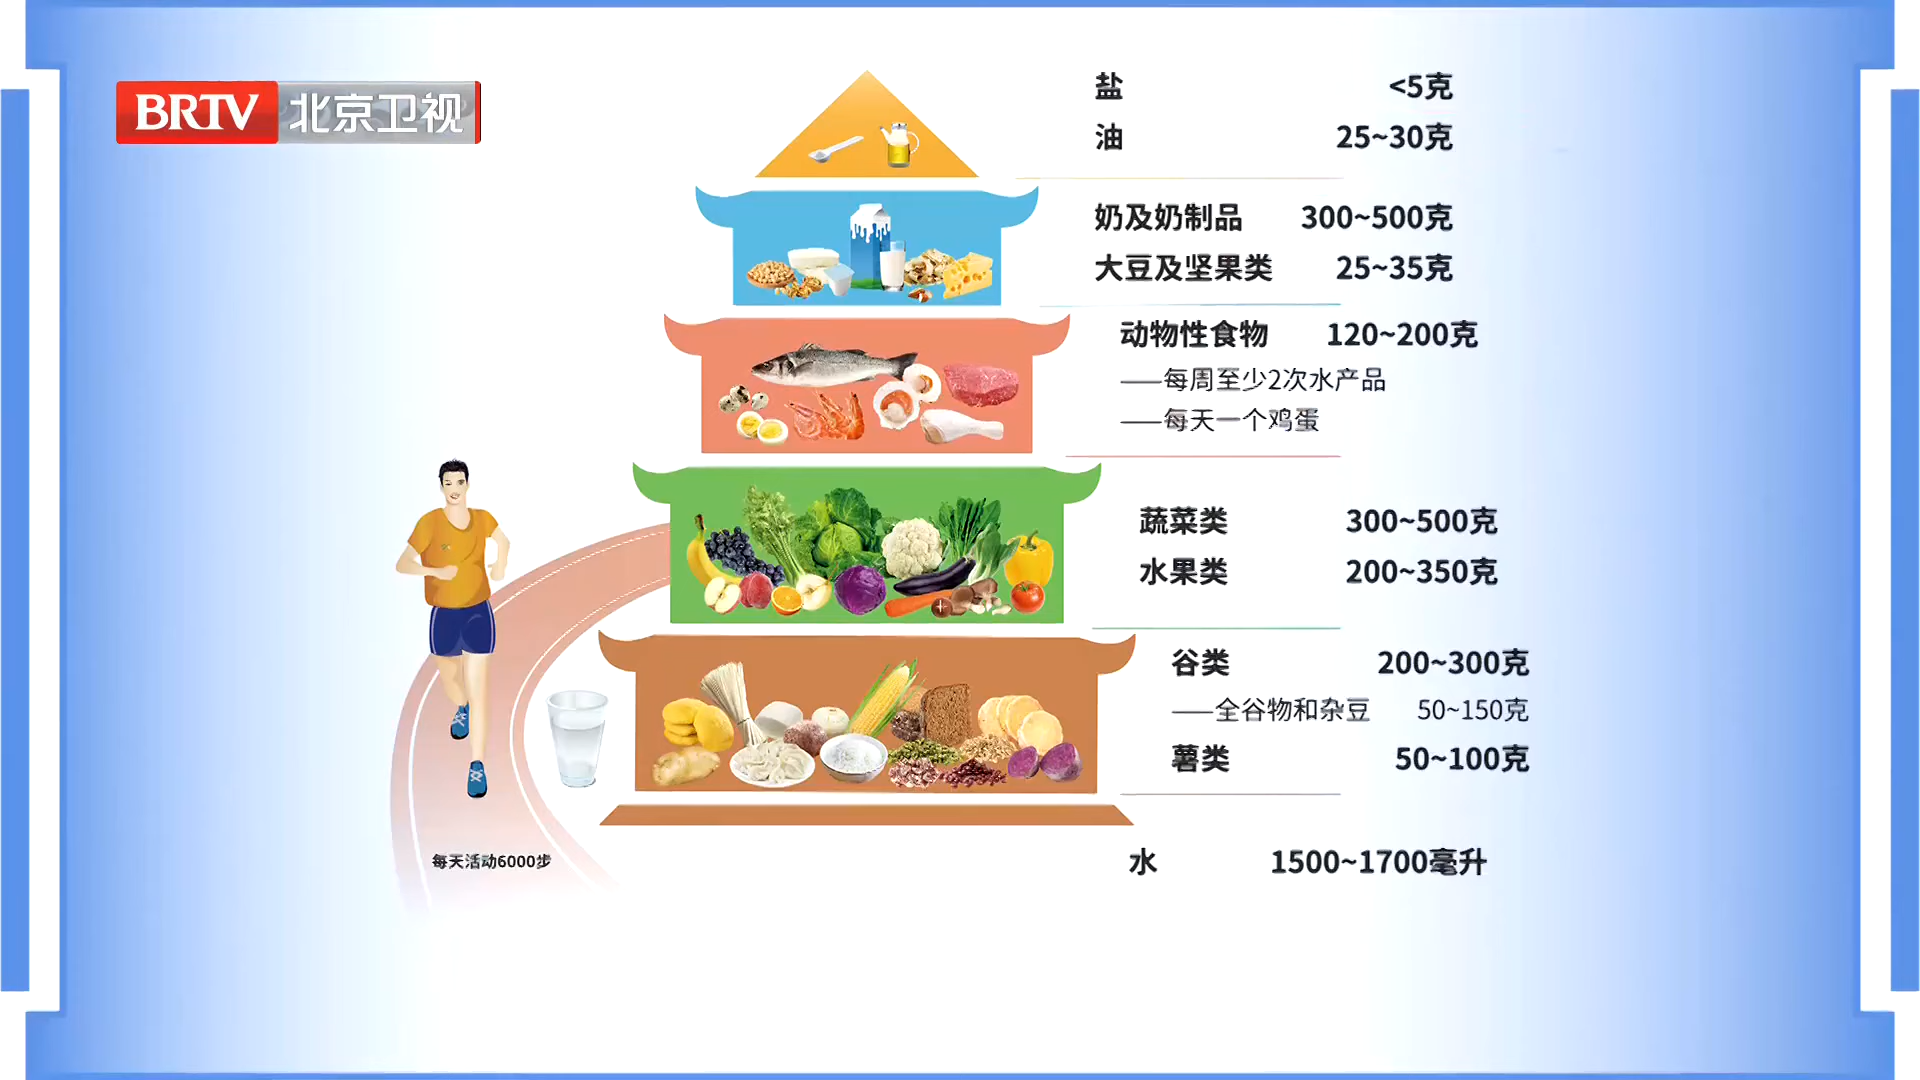 BRTV 北京卫视
盐 <5克
油 25~30克
奶及奶制品 300~500克
大豆及坚果类 25~35克
动物性食物 120~200克
——每周至少2次水产品
——每天一个鸡蛋
蔬菜类 300~500克
水果类 200~350克
谷类 200~300克
——全谷物和杂豆 50~150克
薯类 50~100克
每天活动6000步
水 1500~1700毫升